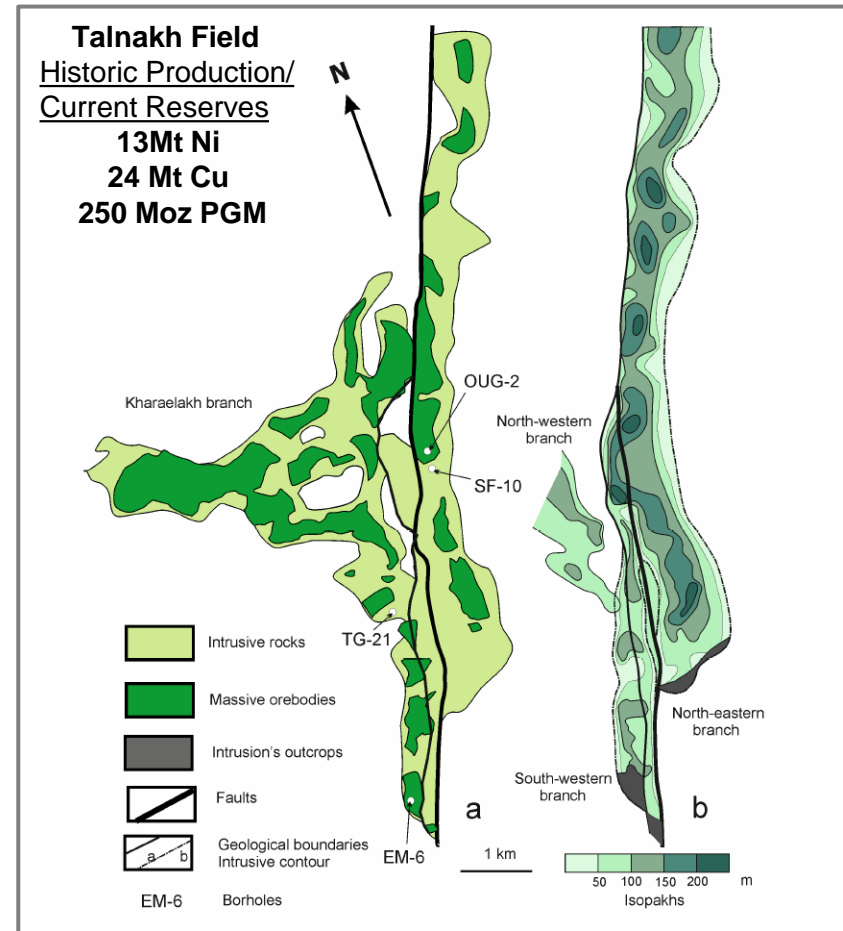 Talnakh Field
Historic Production/
Current Reserves
13Mt Ni
24 Mt Cu
250 Moz PGM
N
Kharaelakh branch
OUG-2
SF-10
TG-21
EM-6
a
1 km
Intrusive rocks
Massive orebodies
Intrusion's outcrops
Faults
a b
Geological boundaries
Intrusive contour
EM-6 Borholes
North-western
branch
North-eastern
branch
South-western
branch
b
50 100 150 200 m
Isopakhs